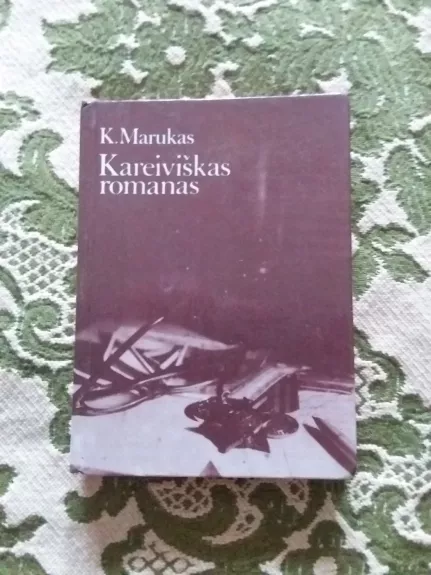 K. Marukas
Kareiviškas
romanas